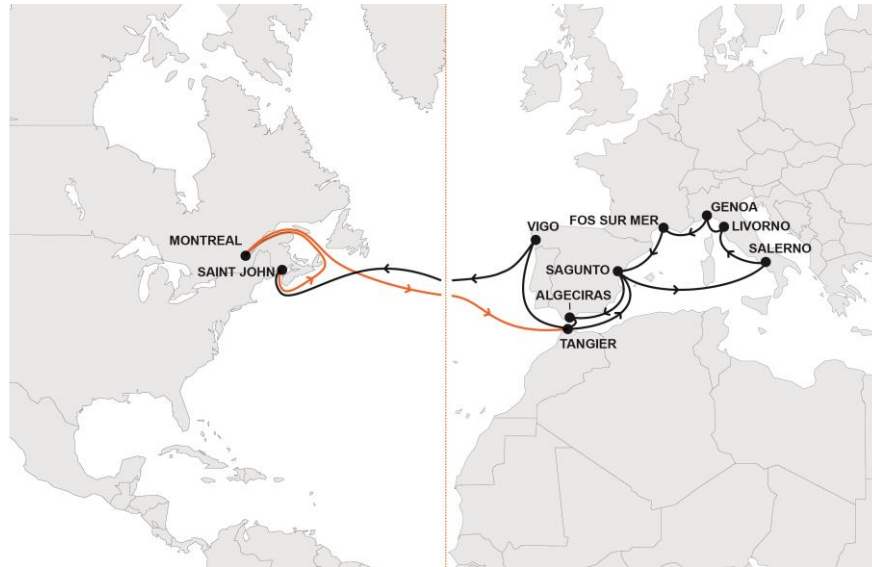 GENOA
VIGO
FOS SUR MER
LIVORNO
MONTREAL
SALERNO
SAINT JOHN
SAGUNTO
ALGECIRAS
TANGIER